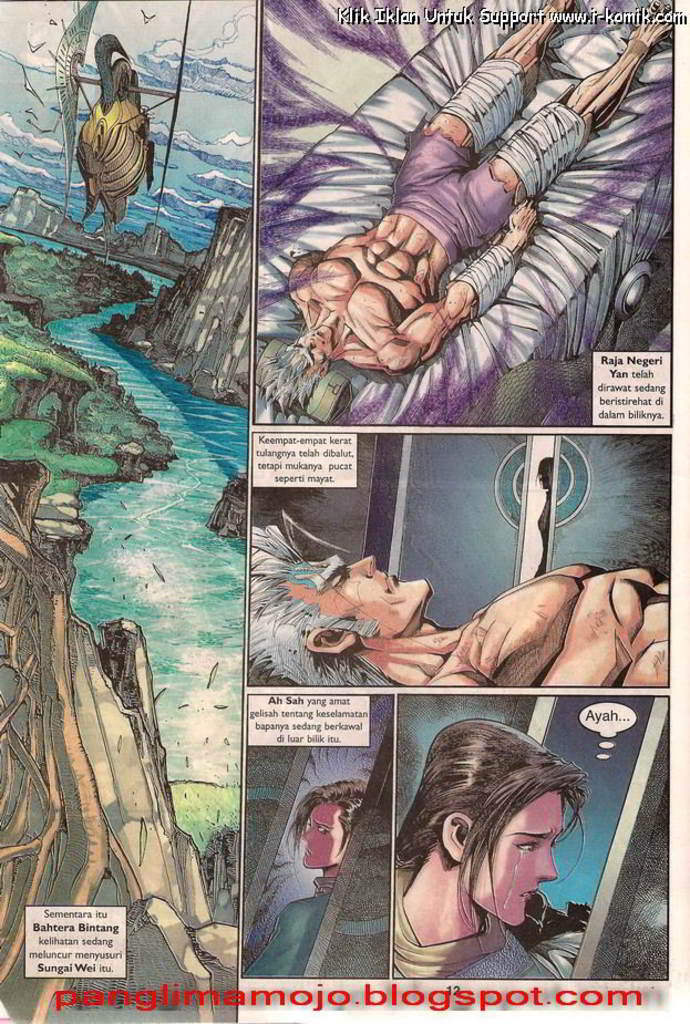 Klik Iklan Untuk Support www.i-komik.com
Raja Negeri
Yan telah
dirawat sedang
beristirehat di
dalam biliknya.
Keempat-empat kerat
tulangnya telah dibalut,
tetapi mukanya pucat
seperti mayat.
Ah Sah yang amat
gelisah tentang keselamatan
bapanya sedang berkawal
di luar bilik itu.
Ayah...
Sementara itu
Bahtera Bintang
kelihatan sedang
meluncur menyusuri
Sungai Wei itu.
12
panglimamojo.blogspot.com